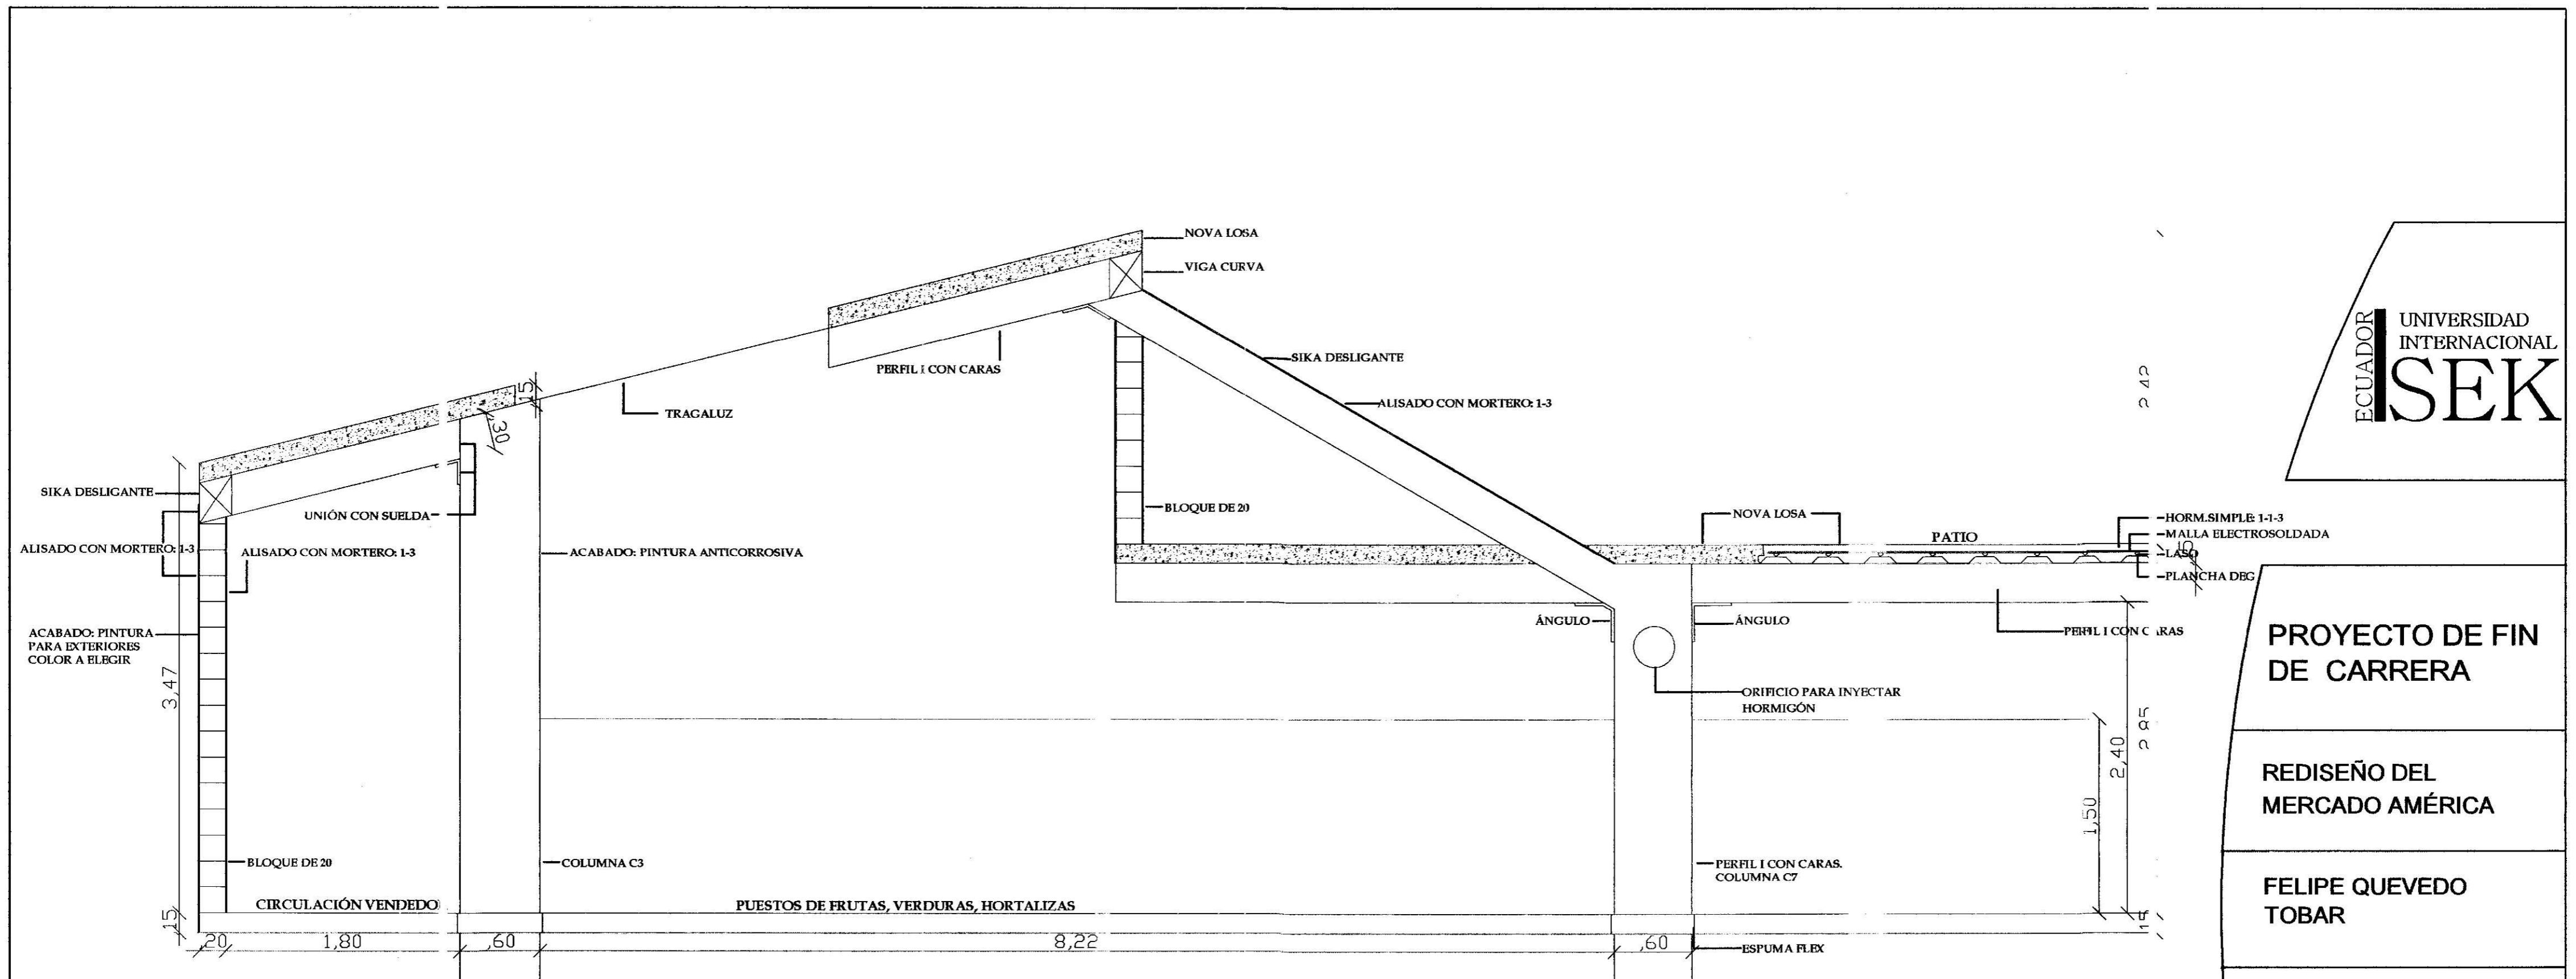 NOVA LOSA
VIGA CURVA
PERFIL I CON CARAS
SIKA DESLIGANTE
ALISADO CON MORTERO: 1-3
,15
,30
TRAGALUZ
SIKA DESLIGANTE
UNIÓN CON SUELDA
ALISADO CON MORTERO: 1-3
ALISADO CON MORTERO: 1-3
ACABADO: PINTURA ANTICORROSIVA
BLOQUE DE 20
NOVA LOSA
PATIO
HORM.SIMPLE: 1-1-3
MALLA ELECTROSOLDADA
PLANCHA DEG
ACABADO: PINTURA
PARA EXTERIORES
COLOR A ELEGIR
3,47
ÁNGULO
ÁNGULO
PERFIL I CON CARAS
ORIFICIO PARA INYECTAR
HORMIGÓN
2,40
1,50
BLOQUE DE 20
COLUMNA C3
PERFIL I CON CARAS.
COLUMNA C7
CIRCULACIÓN VENDEDO
PUESTOS DE FRUTAS, VERDURAS, HORTALIZAS
,15
,20
1,80
,60
8,22
,60
ESPUMA FLEX
ECUADOR
UNIVERSIDAD
INTERNACIONAL
SEK
PROYECTO DE FIN
DE CARRERA
REDISEÑO DEL
MERCADO AMÉRICA
FELIPE QUEVEDO
TOBAR